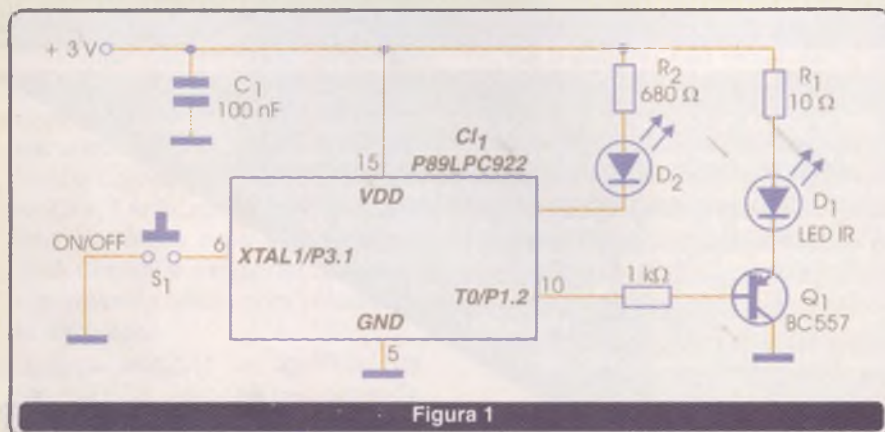 + 3 V
C1
100 nF
R2
680 Ω
R1
10 Ω
CI1
P89LPC922
15
VDD
D2
D1
LED IR
ON/OFF
S1
6
XTAL1/P3.1
T0/P1.2
10
1 kΩ
Q1
BC557
GND
5
Figura 1